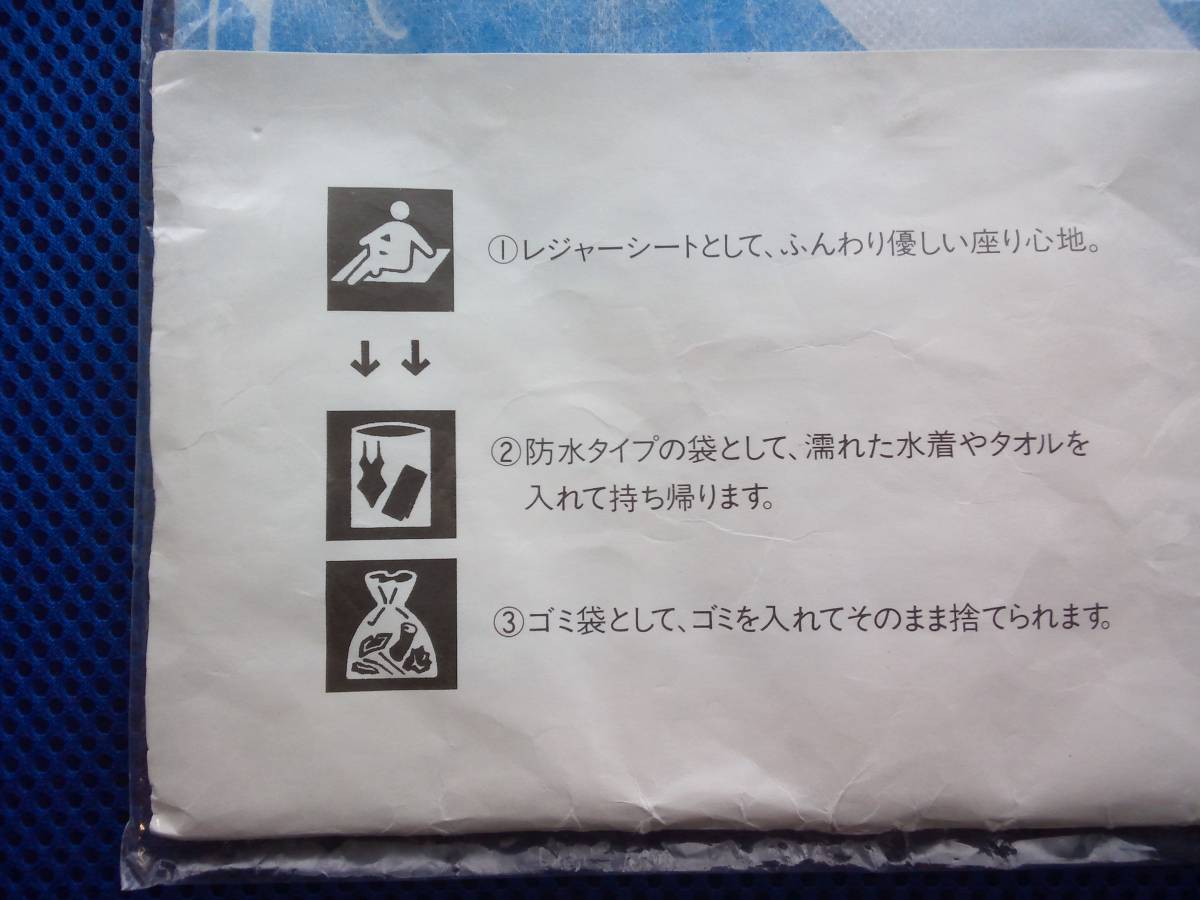 ①レジャーシートとして、ふんわり優しい座り心地。
②防水タイプの袋として、濡れた水着やタオルを
入れて持ち帰ります。
③ゴミ袋として、ゴミを入れてそのまま捨てられます。